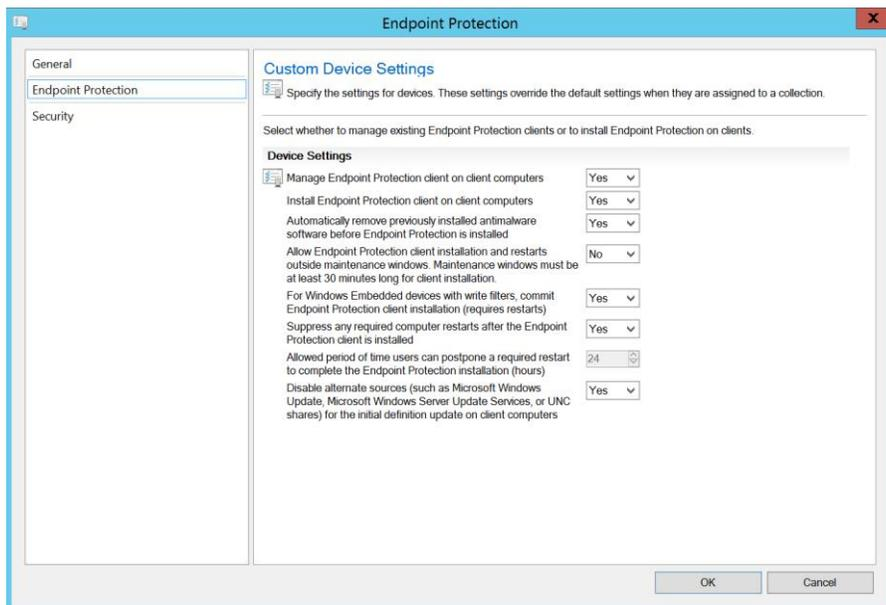 Endpoint Protection
X
General
Endpoint Protection
Security
Custom Device Settings
Specify the settings for devices. These settings override the default settings when they are assigned to a collection.
Select whether to manage existing Endpoint Protection clients or to install Endpoint Protection on clients.
Device Settings
Manage Endpoint Protection client on client computers
Yes
Install Endpoint Protection client on client computers
Yes
Automatically remove previously installed antimalware
software before Endpoint Protection is installed
Yes
Allow Endpoint Protection client installation and restarts
outside maintenance windows. Maintenance windows must be
at least 30 minutes long for client installation.
No
For Windows Embedded devices with write filters, commit
Endpoint Protection client installation (requires restarts)
Yes
Suppress any required computer restarts after the Endpoint
Protection client is installed
Yes
Allowed period of time users can postpone a required restart
to complete the Endpoint Protection installation (hours)
24
Disable alternate sources (such as Microsoft Windows
Update, Microsoft Windows Server Update Services, or UNC
shares) for the initial definition update on client computers
Yes
OK
Cancel